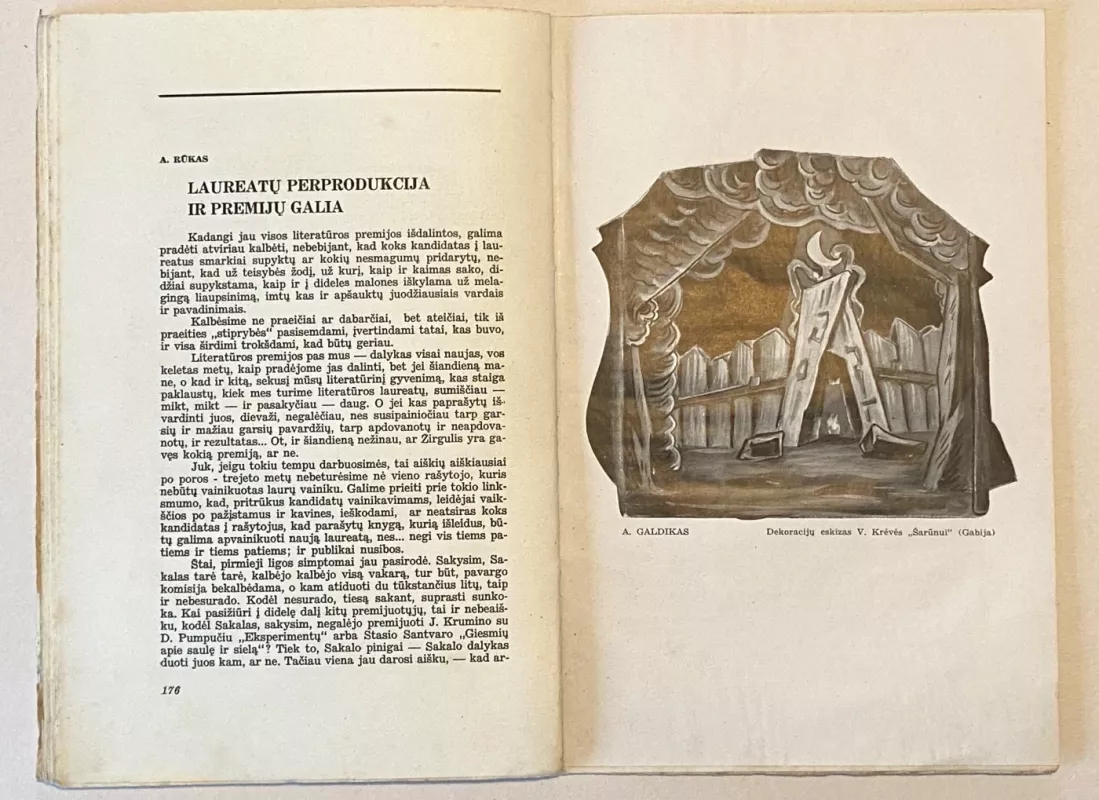 A. RŪKAS
LAUREATŲ PERPRODUKCIJA
IR PREMIJŲ GALIA
Kadangi jau visos literatūros premijos išdalintos, galima
pradėti atviriau kalbėti, nebebijant, kad koks kandidatas į lau-
reatus smarkiai supyktų ar kokių nesmagumų pridarytų, ne-
bijant, kad už teisybės žodį, už kurį, kaip ir kaimas sako, di-
džiai supykstama, kaip ir į dideles malones iškylama už mela-
gingą liaupsinimą, imtų kas ir apšauktų juodžiausiais vardais
ir pavadinimais.
Kalbėsime ne praeičiai ar dabarčiai, bet ateičiai, tik iš
praeities „stiprybės“ pasisemdami, įvertindami tatai, kas buvo,
ir visa širdimi trokšdami, kad būtų geriau.
Literatūros premijos pas mus — dalykas visai naujas, vos
keletas metų, kaip pradėjome jas dalinti, bet jei šiandieną ma-
ne, o kad ir kitą, sekusį mūsų literatūrinį gyvenimą, kas staiga
paklaustų, kiek mes turime literatūros laureatų, sumiščiau —
mikt, mikt — ir pasakyčiau — daug. O jei kas paprašytų iš-
vardinti juos, dievaži, negalėčiau, nes susipainiočiau tarp gar-
sių ir mažiau garsių pavardžių, tarp apdovanotų ir neapdova-
notų, ir rezultatas... Ot, ir šiandieną nežinau, ar Žirgulis yra ga-
vęs kokią premiją, ar ne.
Juk, jeigu tokiu tempu darbuosimės, tai aiškių aiškiausiai
po poros - trejeto metų nebeturėsime nė vieno rašytojo, kuris
nebūtų vainikuotas laurų vainiku. Galime prieiti prie tokio link-
smumo, kad, pritrūkus kandidatų vainikavimams, leidėjai vaik-
ščios po pažįstamus ir kavines, ieškodami, ar neatsiras koks
kandidatas į rašytojus, kad parašytų knygą, kurią išleidus, bū-
tų galima apvainikuoti naują laureatą, nes... negi vis tiems pa-
tiems ir tiems patiems; ir publikai nusibos.
Štai, pirmieji ligos simptomai jau pasirodė. Sakysim, Sa-
kalas tarė tarė, kalbėjo kalbėjo visą vakarą, tur būt, pavargo
komisija bekalbėdama, o kam atiduoti du tūkstančius litų, taip
ir nebesurado. Kodėl nesurado, tiesą sakant, suprasti sunko-
ka. Kai pasižiūri į didelę dalį kitų premijuotųjų, tai ir nebeaiš-
ku, kodėl Sakalas, sakysim, negalėjo premijuoti J. Krumino su
D. Pumpučiu „Eksperimentų“ arba Stasio Santvaro „Giesmių
apie saulę ir sielą“? Tiek to, Sakalo pinigai — Sakalo dalykas
duoti juos kam, ar ne. Tačiau viena jau darosi aišku, — kad ar-
176
A. GALDIKAS Dekoracijų eskizas V. Krėvės „Šarūnui“ (Gabija)